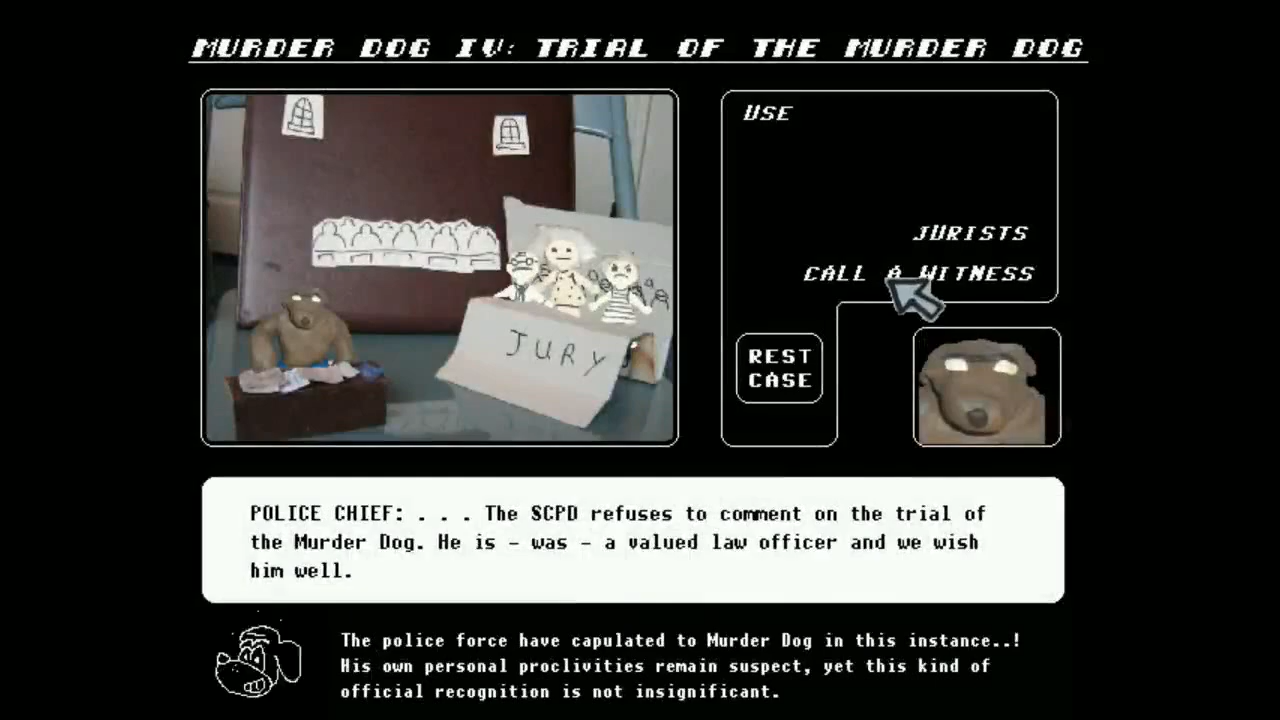 MURDER DOG IV: TRIAL OF THE MURDER DOG
USE
JURISTS
CALL A WITNESS
JURY
REST
CASE
POLICE CHIEF: . . . The SCPD refuses to comment on the trial of
the Murder Dog. He is - was - a valued law officer and we wish
him well.
The police force have capulated to Murder Dog in this instance..!
His own personal proclivities remain suspect, yet this kind of
official recognition is not insignificant.